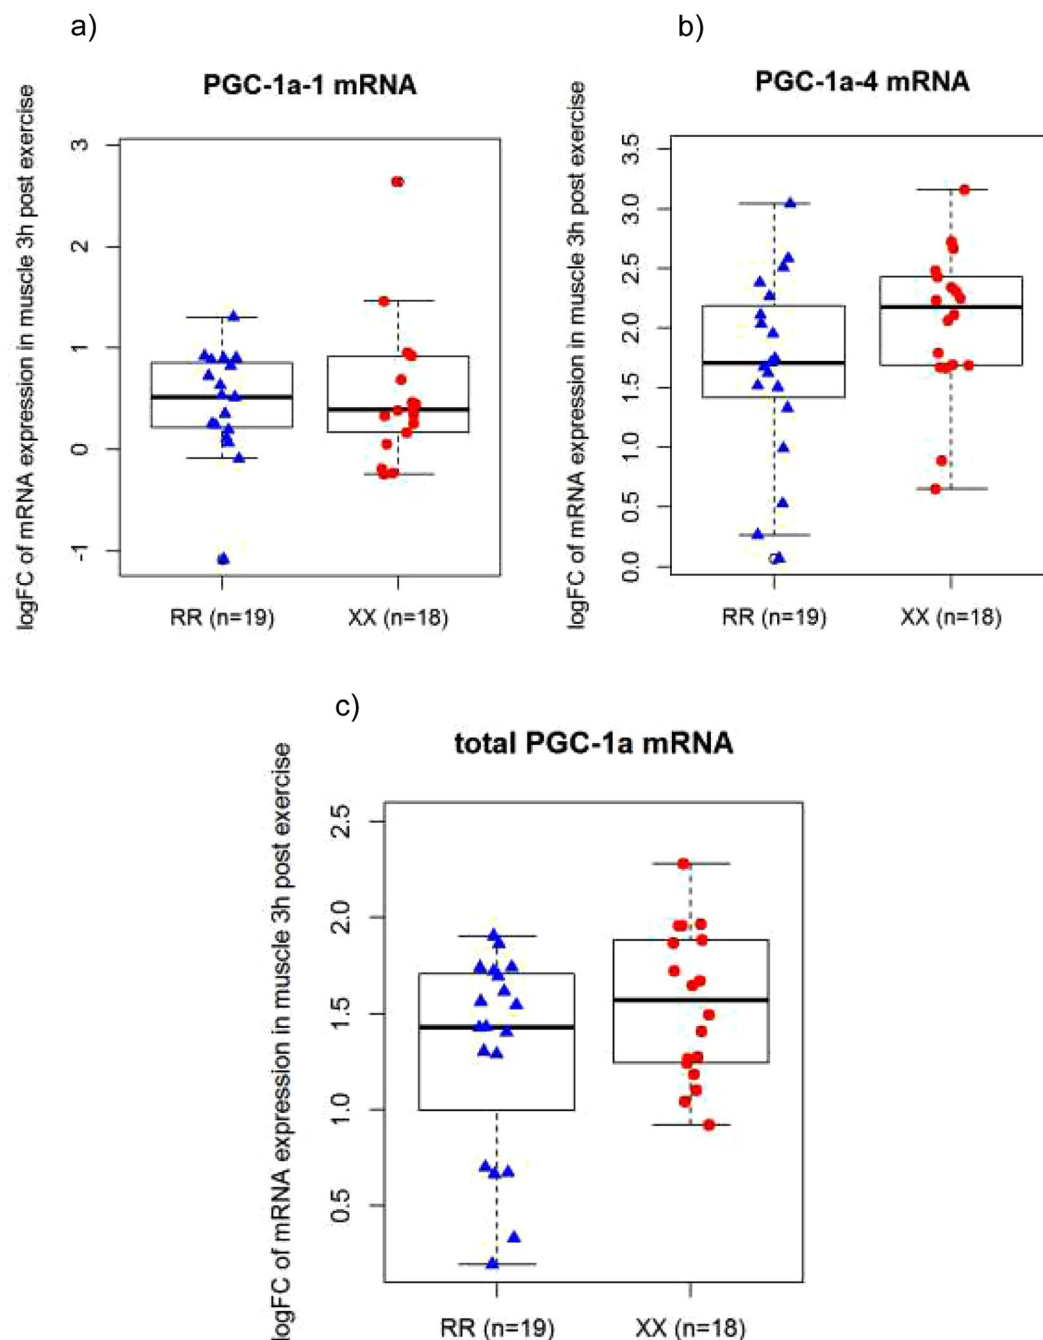 a)
PGC-1a-1 mRNA
logFC of mRNA expression in muscle 3h post exercise
3
2
1
0
-1
RR (n=19)
XX (n=18)
b)
PGC-1a-4 mRNA
logFC of mRNA expression in muscle 3h post exercise
3.5
3.0
2.5
2.0
1.5
1.0
0.5
0.0
RR (n=19)
XX (n=18)
c)
total PGC-1a mRNA
logFC of mRNA expression in muscle 3h post exercise
2.5
2.0
1.5
1.0
0.5
RR (n=19)
XX (n=18)